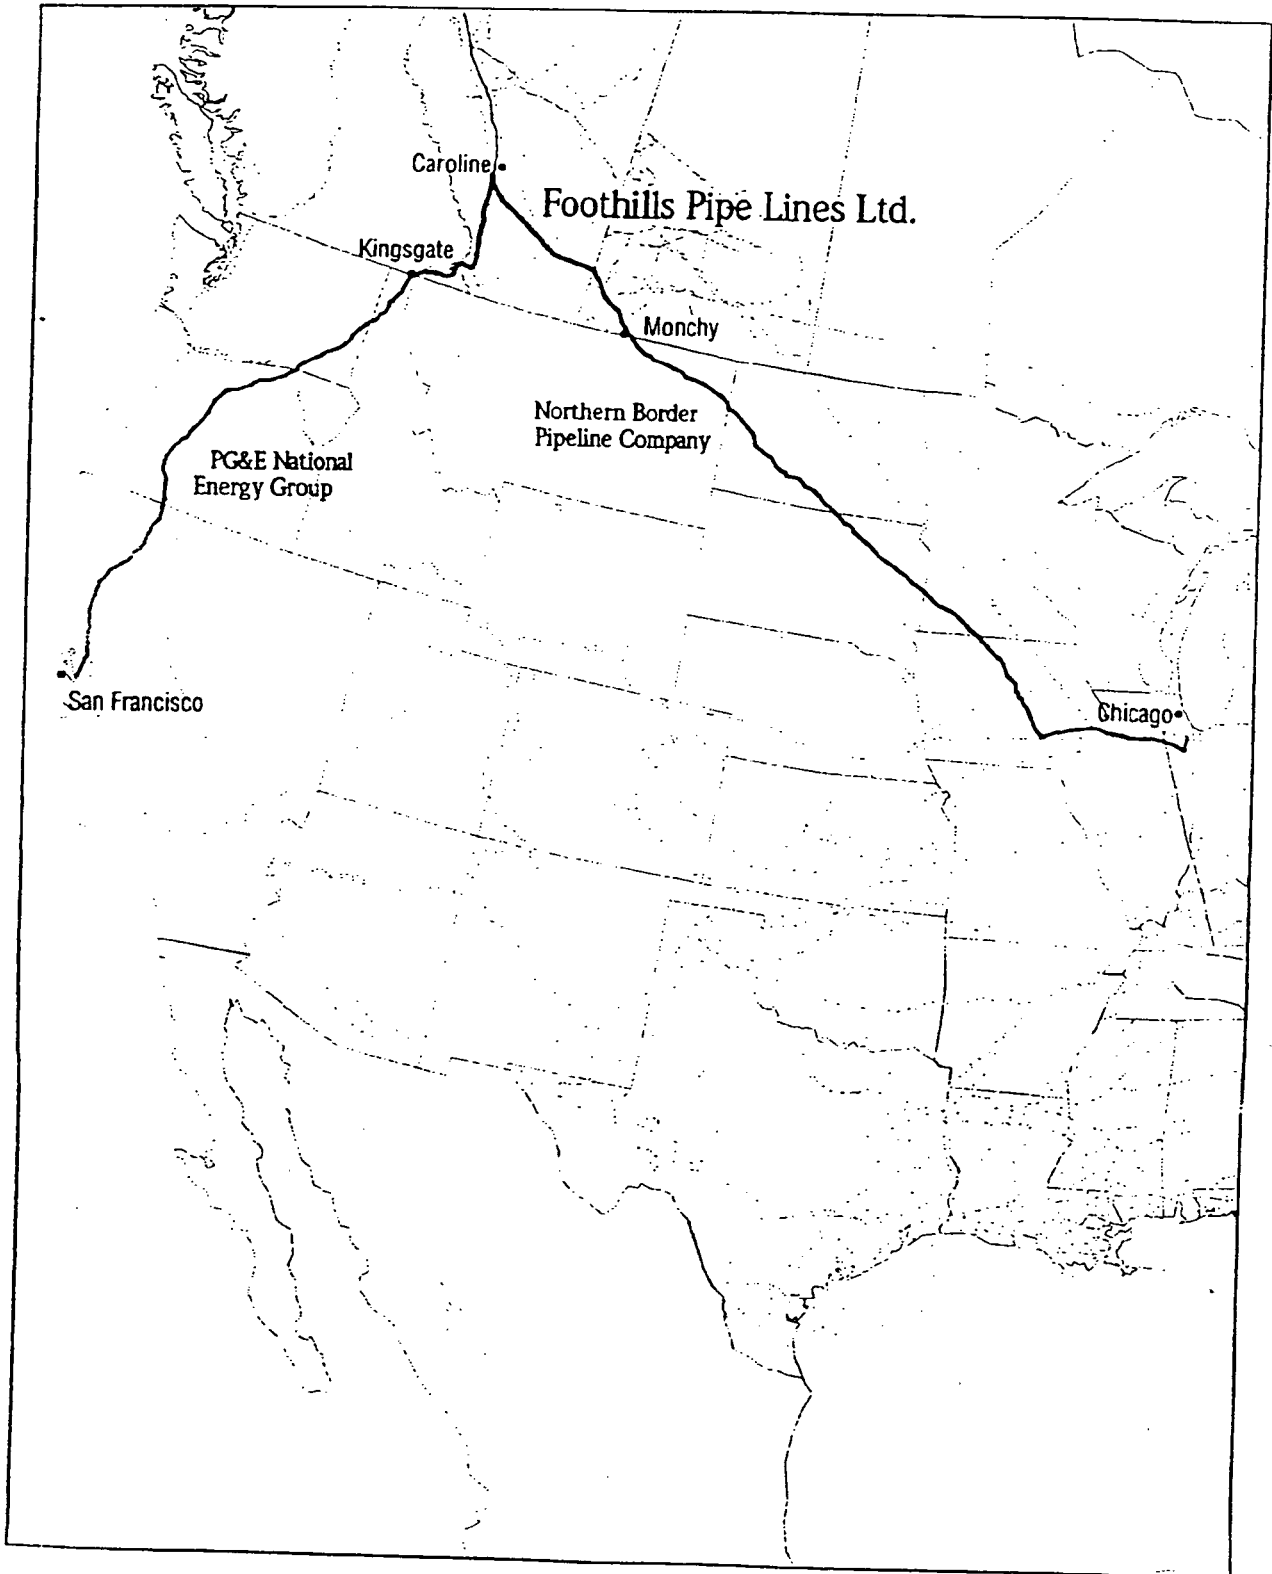 Caroline
Foothills Pipe Lines Ltd.
Kingsgate
Monchy
Northern Border
Pipeline Company
PG&E National
Energy Group
San Francisco
Chicago